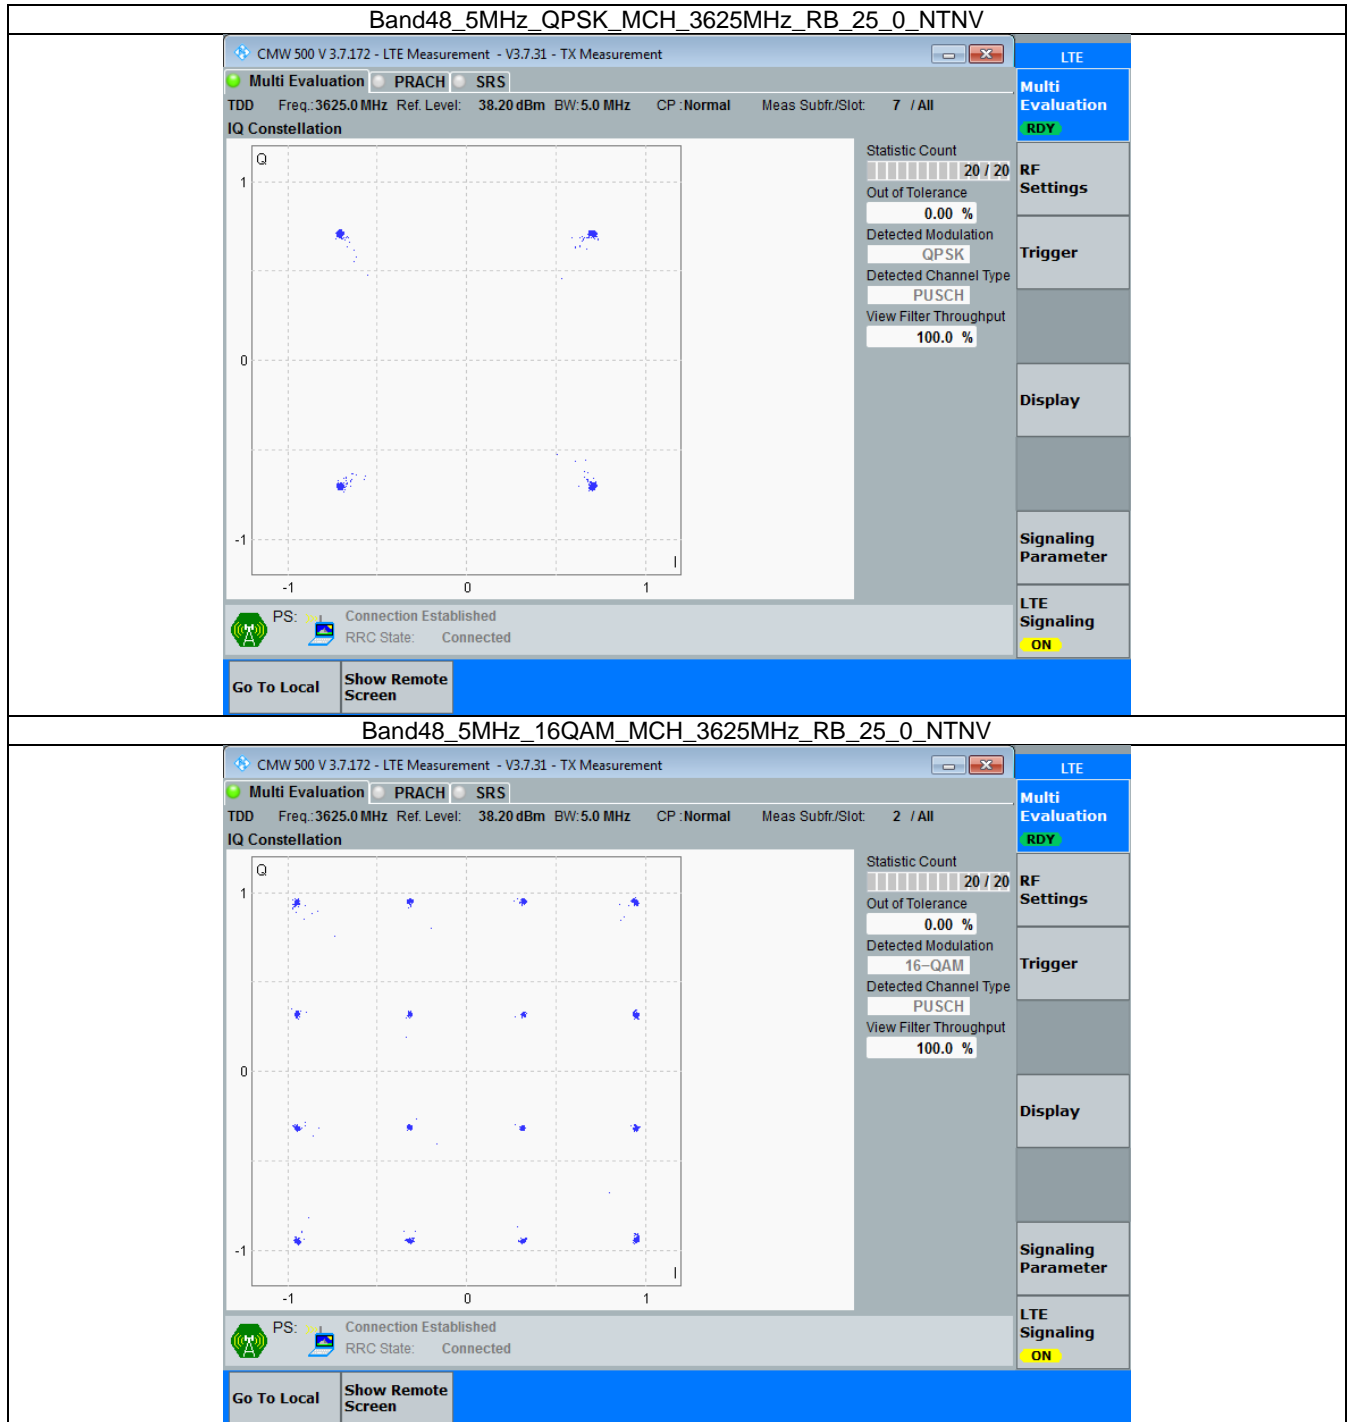 Band48_5MHz_QPSK_MCH_3625MHz_RB_25_0_NTNV
CMW 500 V 3.7.172 - LTE Measurement - V3.7.31 - TX Measurement
LTE
Multi Evaluation PRACH SRS
Multi
Evaluation
RDY
TDD Freq.: 3625.0 MHz Ref. Level: 38.20 dBm BW: 5.0 MHz CP : Normal Meas Subfr./Slot: 7 / All
IQ Constellation
Q
1
0
-1
-1 0 1
I
Statistic Count
20 / 20
Out of Tolerance
0.00 %
Detected Modulation
QPSK
Detected Channel Type
PUSCH
View Filter Throughput
100.0 %
RF
Settings
Trigger
Display
Signaling
Parameter
LTE
Signaling
ON
PS: Connection Established
RRC State: Connected
Go To Local
Show Remote
Screen
Band48_5MHz_16QAM_MCH_3625MHz_RB_25_0_NTNV
CMW 500 V 3.7.172 - LTE Measurement - V3.7.31 - TX Measurement
LTE
Multi Evaluation PRACH SRS
Multi
Evaluation
RDY
TDD Freq.: 3625.0 MHz Ref. Level: 38.20 dBm BW: 5.0 MHz CP : Normal Meas Subfr./Slot: 2 / All
IQ Constellation
Q
1
0
-1
-1 0 1
I
Statistic Count
20 / 20
Out of Tolerance
0.00 %
Detected Modulation
16-QAM
Detected Channel Type
PUSCH
View Filter Throughput
100.0 %
RF
Settings
Trigger
Display
Signaling
Parameter
LTE
Signaling
ON
PS: Connection Established
RRC State: Connected
Go To Local
Show Remote
Screen